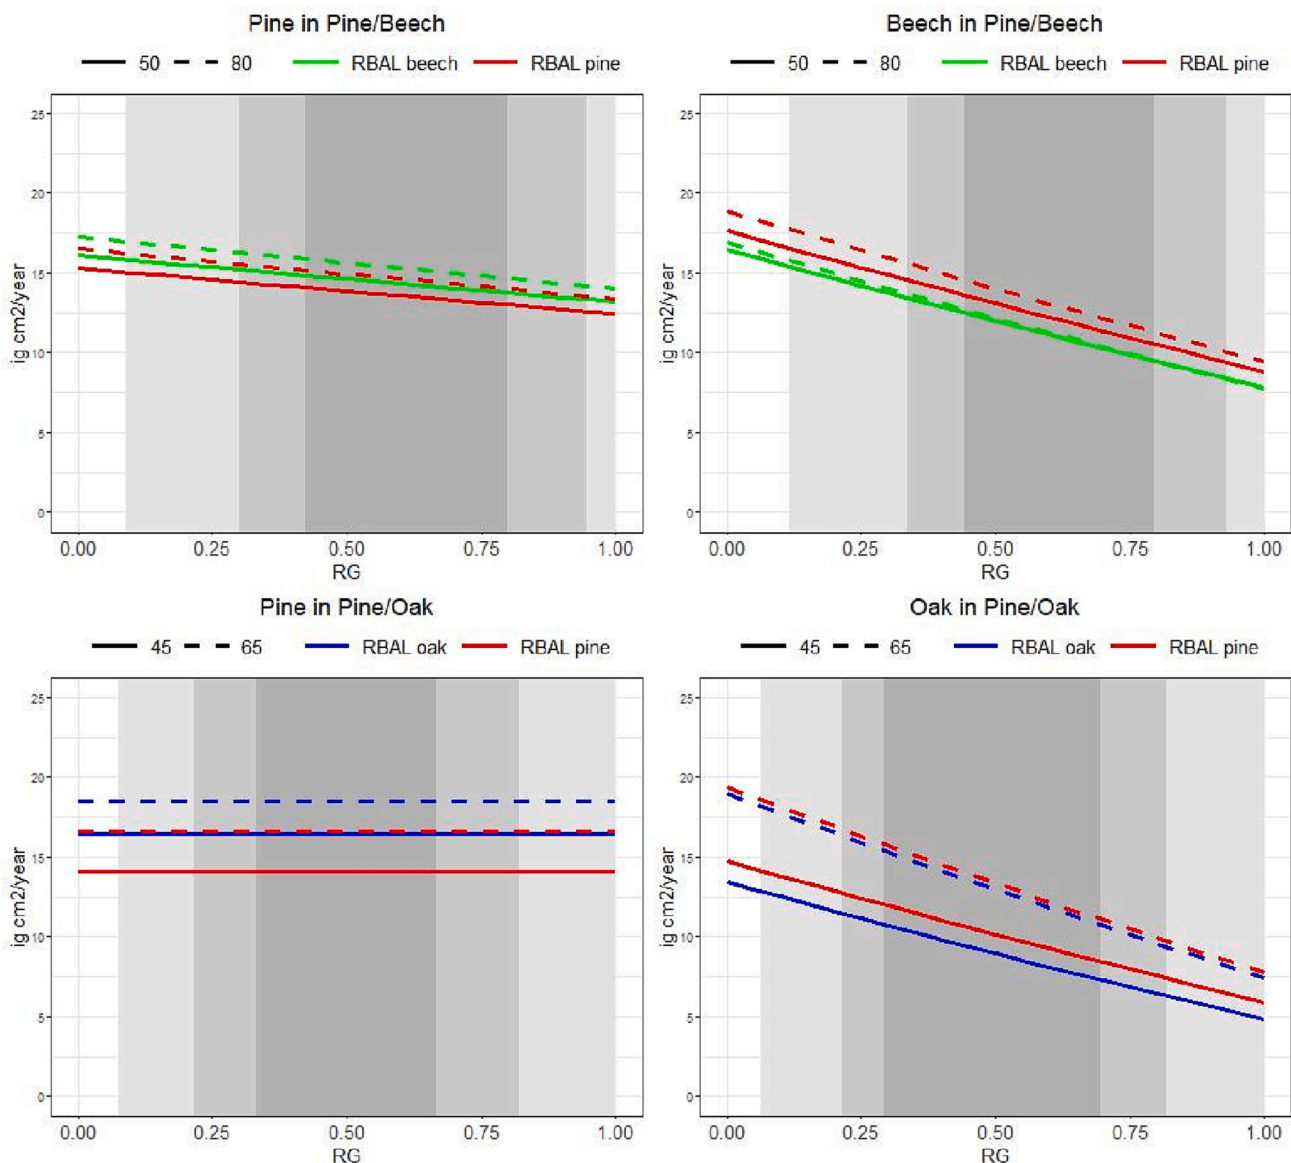 Pine in Pine/Beech
50 80 RBAL beech RBAL pine
25
20
15
10
5
0
ig cm2/year
0.00 0.25 0.50 0.75 1.00
RG
Beech in Pine/Beech
50 80 RBAL beech RBAL pine
25
20
15
10
5
0
ig cm2/year
0.00 0.25 0.50 0.75 1.00
RG
Pine in Pine/Oak
45 65 RBAL oak RBAL pine
25
20
15
10
5
0
ig cm2/year
0.00 0.25 0.50 0.75 1.00
RG
Oak in Pine/Oak
45 65 RBAL oak RBAL pine
25
20
15
10
5
0
ig cm2/year
0.00 0.25 0.50 0.75 1.00
RG